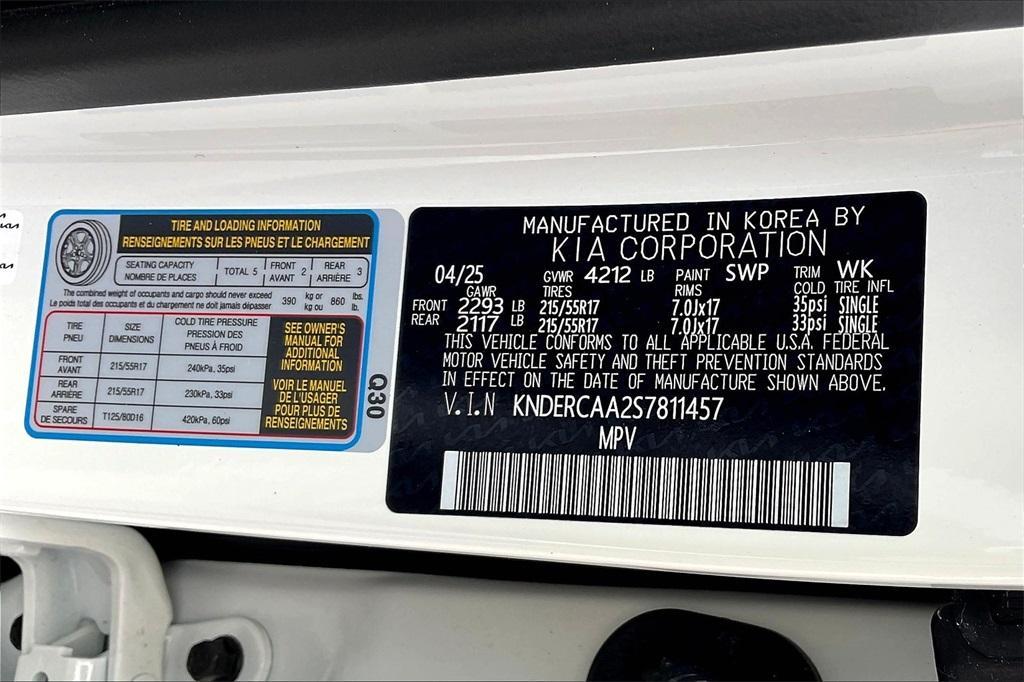 TIRE AND LOADING INFORMATION
RENSEIGNEMENTS SUR LES PNEUS ET LE CHARGEMENT
SEATING CAPACITY
NOMBRE DE PLACES
TOTAL 5
FRONT
AVANT
2
REAR
ARRIÈRE
3
The combined weight of occupants and cargo should never exceed
Le poids total des occupants et du chargement ne doit jamais dépasser
390
kg or
kg ou
860
lbs.
lb.
TIRE
PNEU
SIZE
DIMENSIONS
COLD TIRE PRESSURE
PRESSION DES
PNEUS À FROID
FRONT
AVANT
215/55R17
240kPa, 35psi
REAR
ARRIÈRE
215/55R17
230kPa, 33psi
SPARE
DE SECOURS
T125/80D16
420kPa, 60psi
SEE OWNER'S
MANUAL FOR
ADDITIONAL
INFORMATION
VOIR LE MANUEL
DE L'USAGER
POUR PLUS DE
RENSEIGNEMENTS
Q30
MANUFACTURED IN KOREA BY
KIA CORPORATION
04/25 GVWR 4212 LB PAINT SWP TRIM WK
GAWR TIRES RIMS COLD TIRE INFL
FRONT 2293 LB 215/55R17 7.0Jx17 35psi SINGLE
REAR 2117 LB 215/55R17 7.0Jx17 33psi SINGLE
THIS VEHICLE CONFORMS TO ALL APPLICABLE U.S.A. FEDERAL
MOTOR VEHICLE SAFETY AND THEFT PREVENTION STANDARDS
IN EFFECT ON THE DATE OF MANUFACTURE SHOWN ABOVE.
V.I.N KNDERCAA2S7811457
MPV